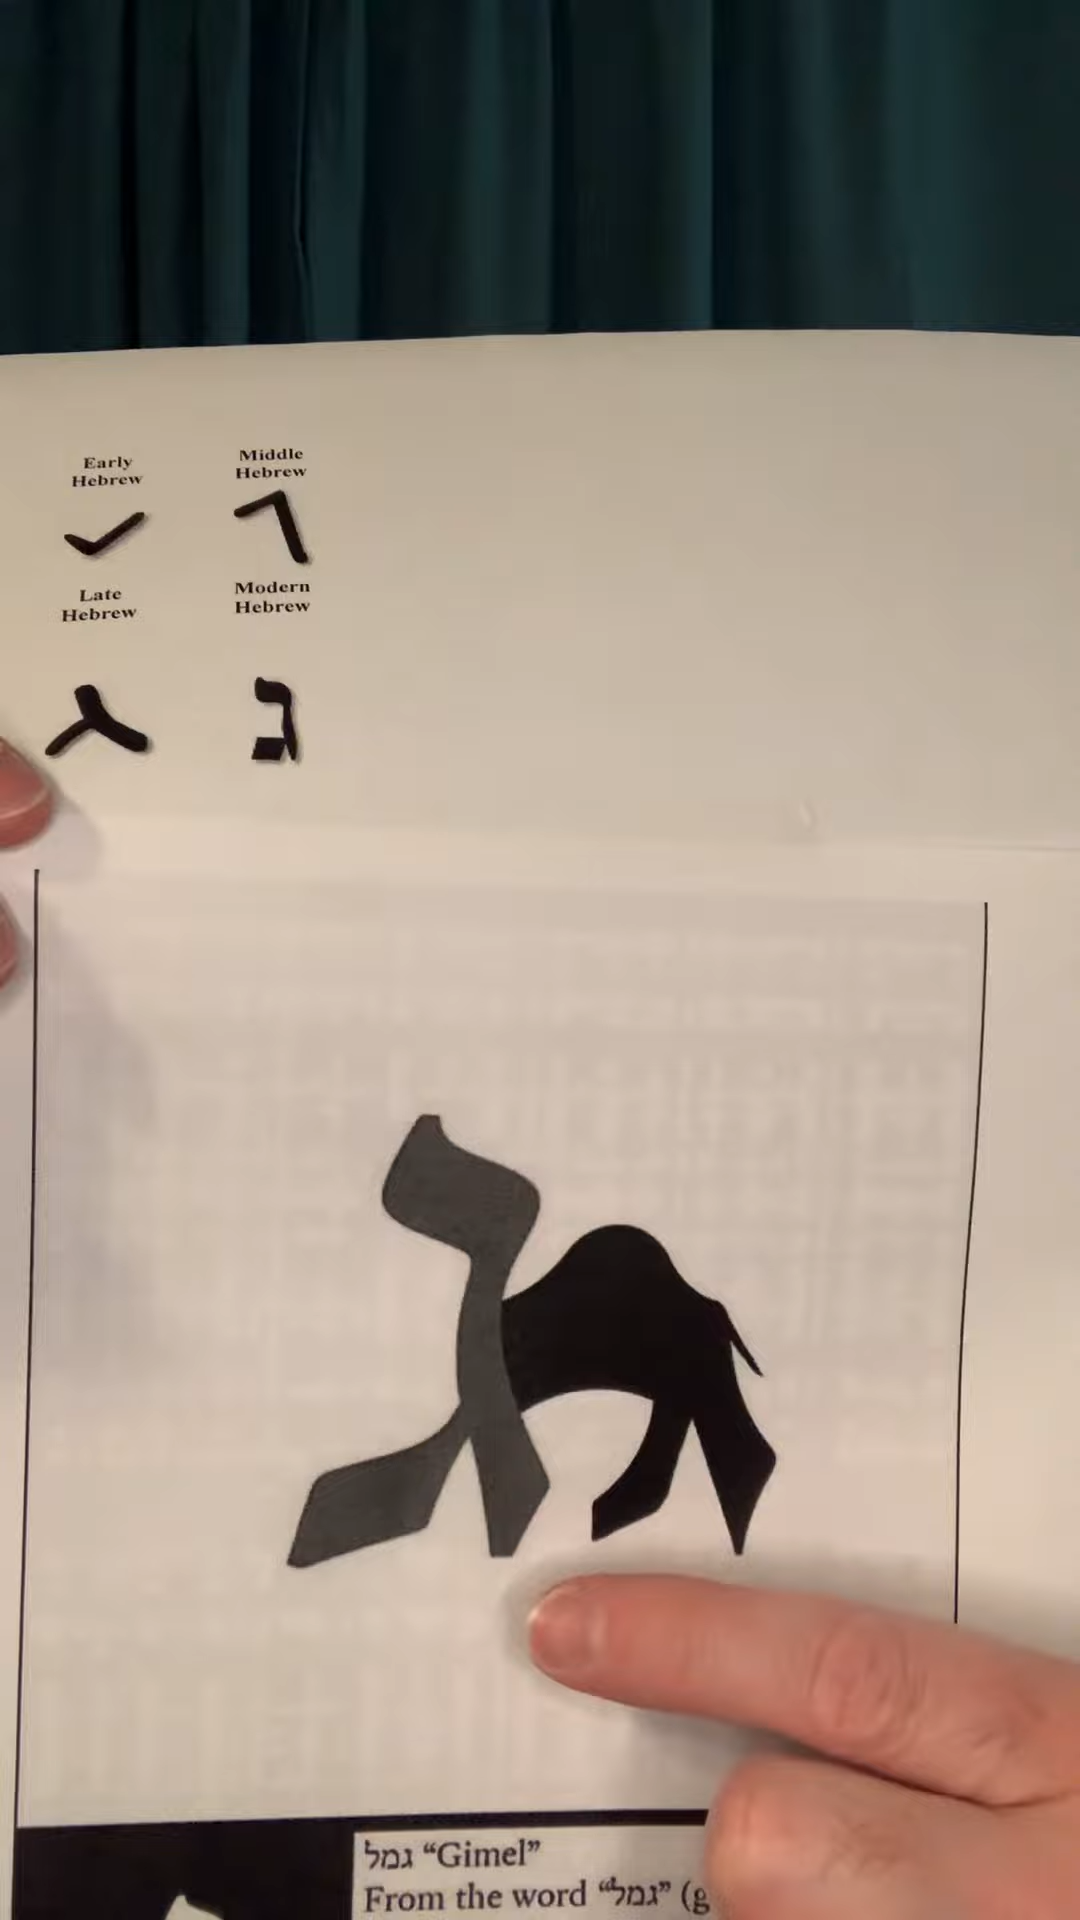 Early Hebrew
Middle Hebrew
Late Hebrew
Modern Hebrew
ג
גמל “Gimel”
From the word “גמל” (g